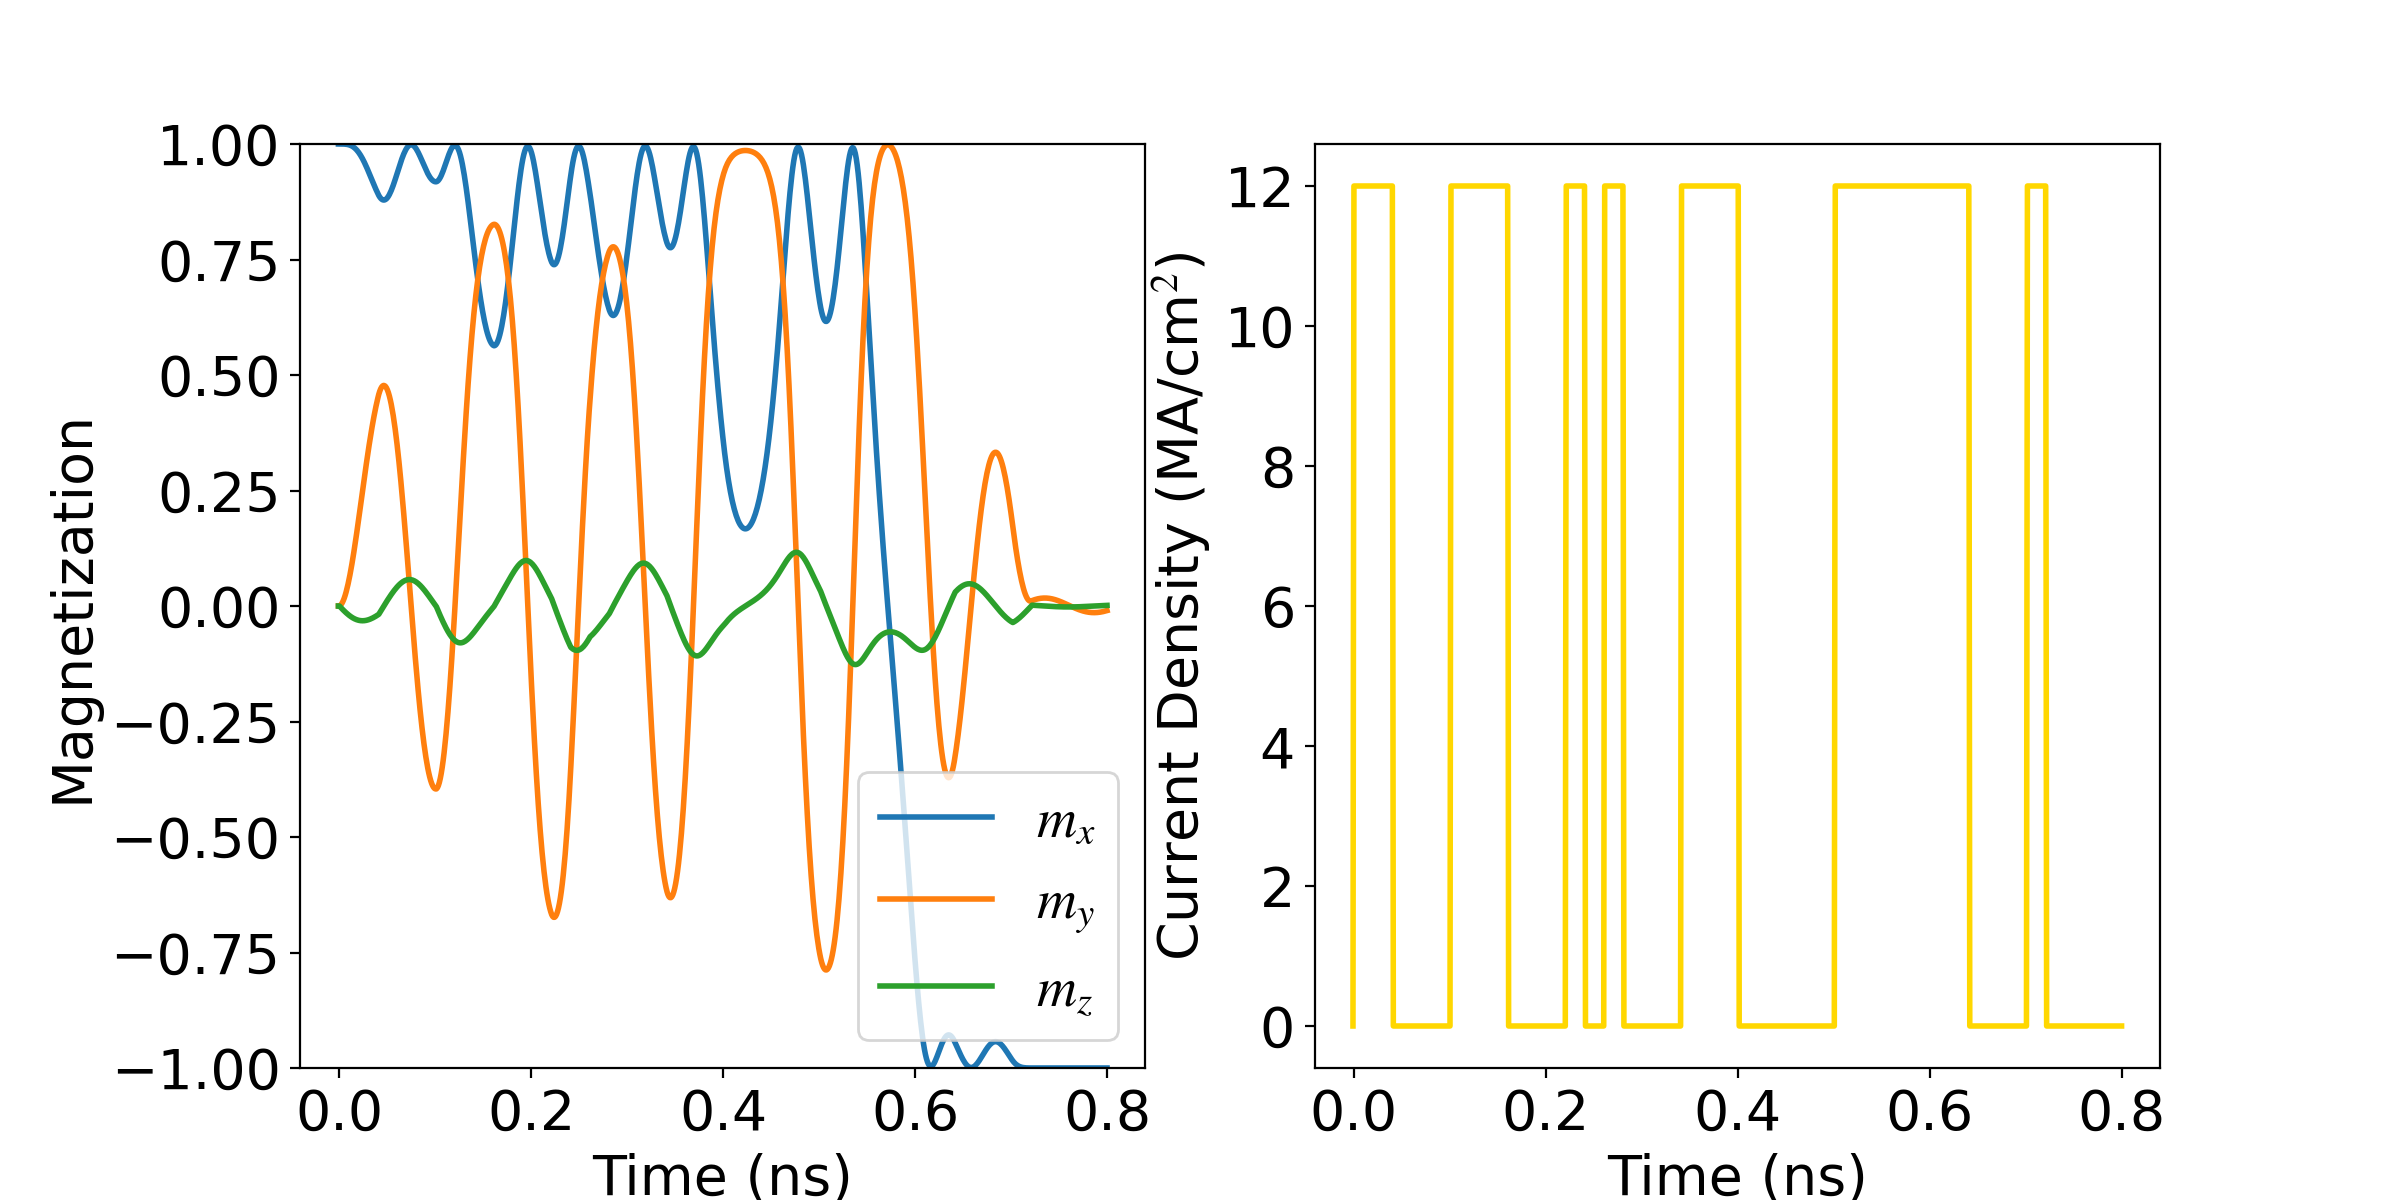 1.00
0.75
0.50
0.25
0.00
−0.25
−0.50
−0.75
−1.00
Magnetization
0.0 0.2 0.4 0.6 0.8
Time (ns)
m_x
m_y
m_z
12
10
8
6
4
2
0
Current Density (MA/cm²)
0.0 0.2 0.4 0.6 0.8
Time (ns)